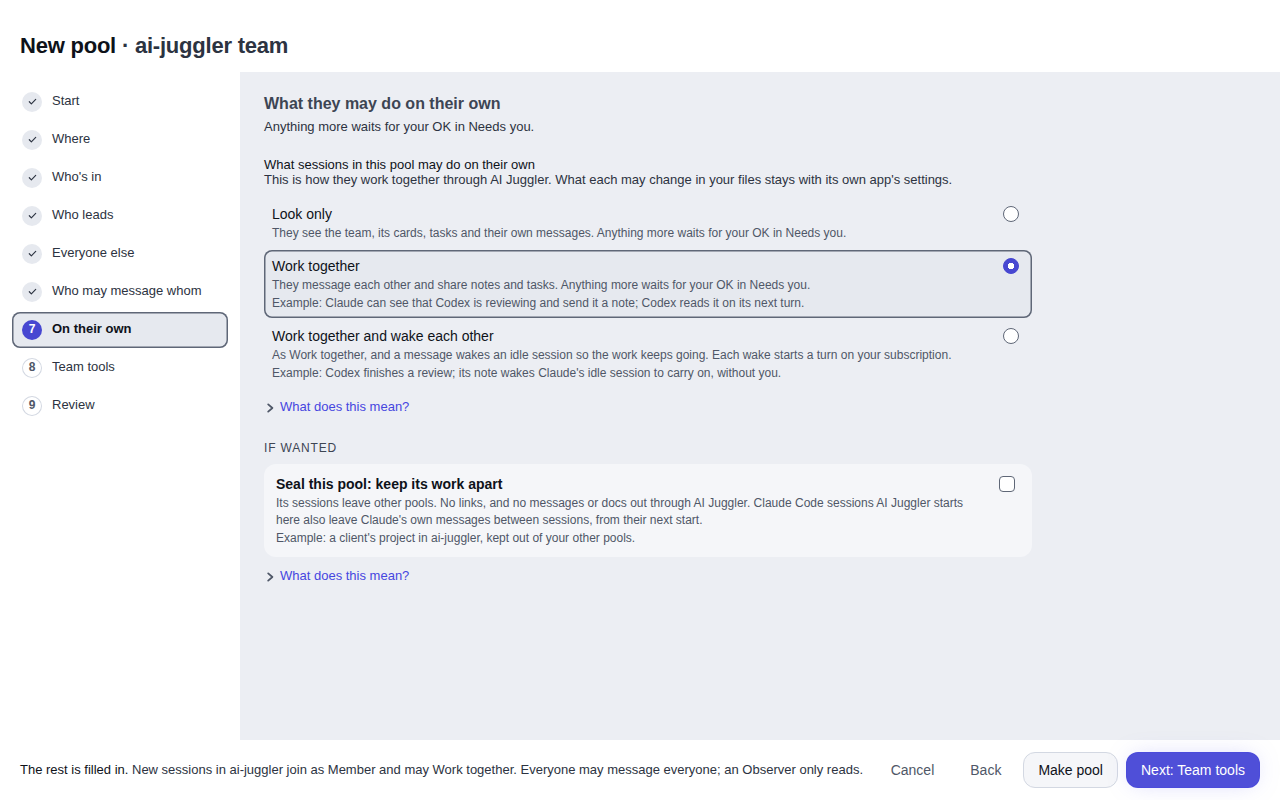 New pool · ai-juggler team
Start
Where
Who's in
Who leads
Everyone else
Who may message whom
7 On their own
8 Team tools
9 Review
What they may do on their own
Anything more waits for your OK in Needs you.
What sessions in this pool may do on their own
This is how they work together through AI Juggler. What each may change in your files stays with its own app's settings.
Look only
They see the team, its cards, tasks and their own messages. Anything more waits for your OK in Needs you.
Work together
They message each other and share notes and tasks. Anything more waits for your OK in Needs you.
Example: Claude can see that Codex is reviewing and send it a note; Codex reads it on its next turn.
Work together and wake each other
As Work together, and a message wakes an idle session so the work keeps going. Each wake starts a turn on your subscription.
Example: Codex finishes a review; its note wakes Claude's idle session to carry on, without you.
What does this mean?
IF WANTED
Seal this pool: keep its work apart
Its sessions leave other pools. No links, and no messages or docs out through AI Juggler. Claude Code sessions AI Juggler starts
here also leave Claude's own messages between sessions, from their next start.
Example: a client's project in ai-juggler, kept out of your other pools.
What does this mean?
The rest is filled in. New sessions in ai-juggler join as Member and may Work together. Everyone may message everyone; an Observer only reads.
Cancel
Back
Make pool
Next: Team tools